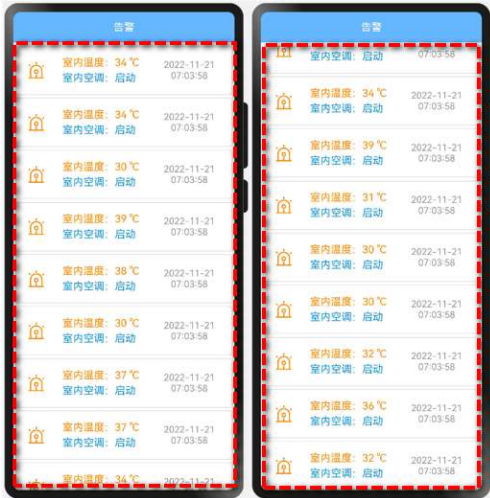 告警
室内温度：34 ℃
室内空调：启动
2022-11-21
07:03:58
室内温度：34 ℃
室内空调：启动
2022-11-21
07:03:58
室内温度：30 ℃
室内空调：启动
2022-11-21
07:03:58
室内温度：39 ℃
室内空调：启动
2022-11-21
07:03:58
室内温度：38 ℃
室内空调：启动
2022-11-21
07:03:58
室内温度：30 ℃
室内空调：启动
2022-11-21
07:03:58
室内温度：37 ℃
室内空调：启动
2022-11-21
07:03:58
室内温度：37 ℃
室内空调：启动
2022-11-21
07:03:58
室内温度：34 ℃
2022-11-21
告警
室内空调：启动
07:03:58
室内温度：34 ℃
室内空调：启动
2022-11-21
07:03:58
室内温度：39 ℃
室内空调：启动
2022-11-21
07:03:58
室内温度：31 ℃
室内空调：启动
2022-11-21
07:03:58
室内温度：30 ℃
室内空调：启动
2022-11-21
07:03:58
室内温度：30 ℃
室内空调：启动
2022-11-21
07:03:58
室内温度：32 ℃
室内空调：启动
2022-11-21
07:03:58
室内温度：36 ℃
室内空调：启动
2022-11-21
07:03:58
室内温度：32 ℃
室内空调：启动
2022-11-21
07:03:58